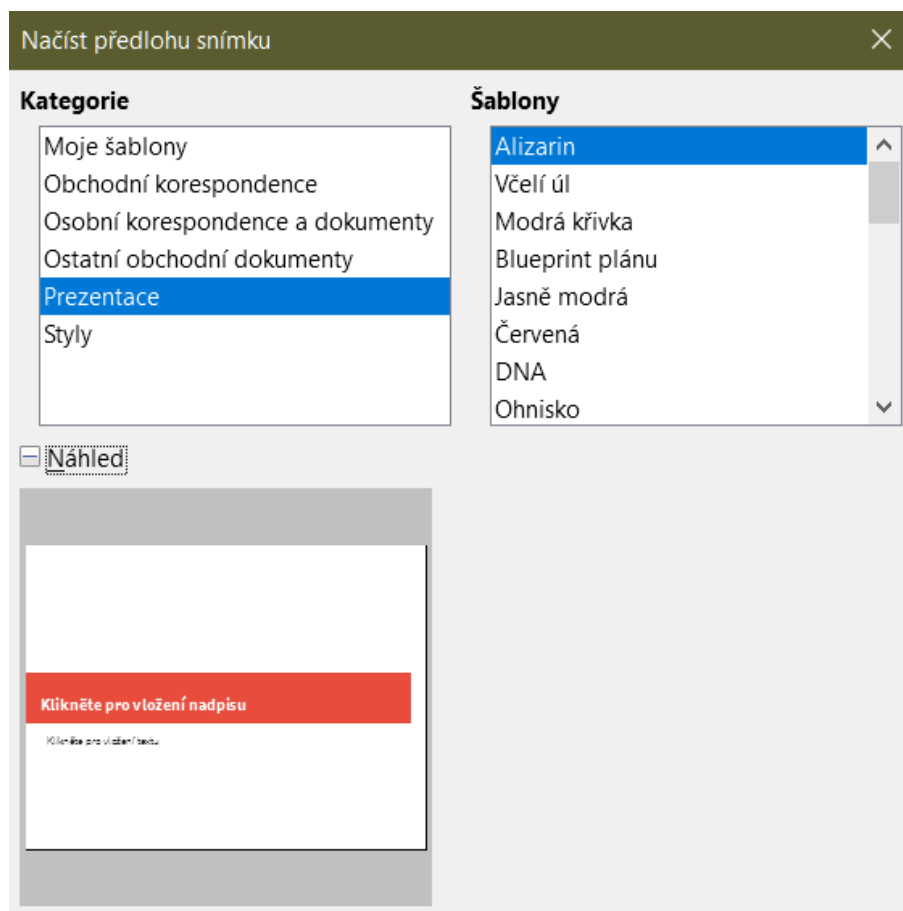 Načíst předlohu snímku
Kategorie
Moje šablony
Obchodní korespondence
Osobní korespondence a dokumenty
Ostatní obchodní dokumenty
Prezentace
Styly
Šablony
Alizarin
Včelí úl
Modrá křivka
Blueprint plánu
Jasně modrá
Červená
DNA
Ohnisko
Náhled
Klikněte pro vložení nadpisu
Klikněte pro vložení textu